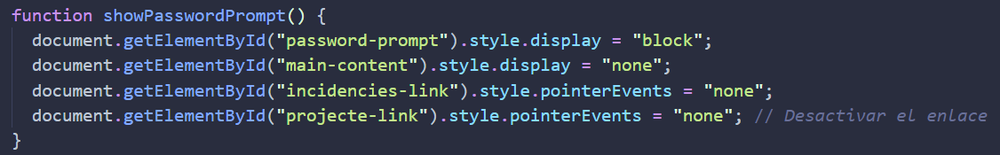 function showPasswordPrompt() {
  document.getElementById("password-prompt").style.display = "block";
  document.getElementById("main-content").style.display = "none";
  document.getElementById("incidencies-link").style.pointerEvents = "none";
  document.getElementById("projecte-link").style.pointerEvents = "none"; // Desactivar el enlace
}